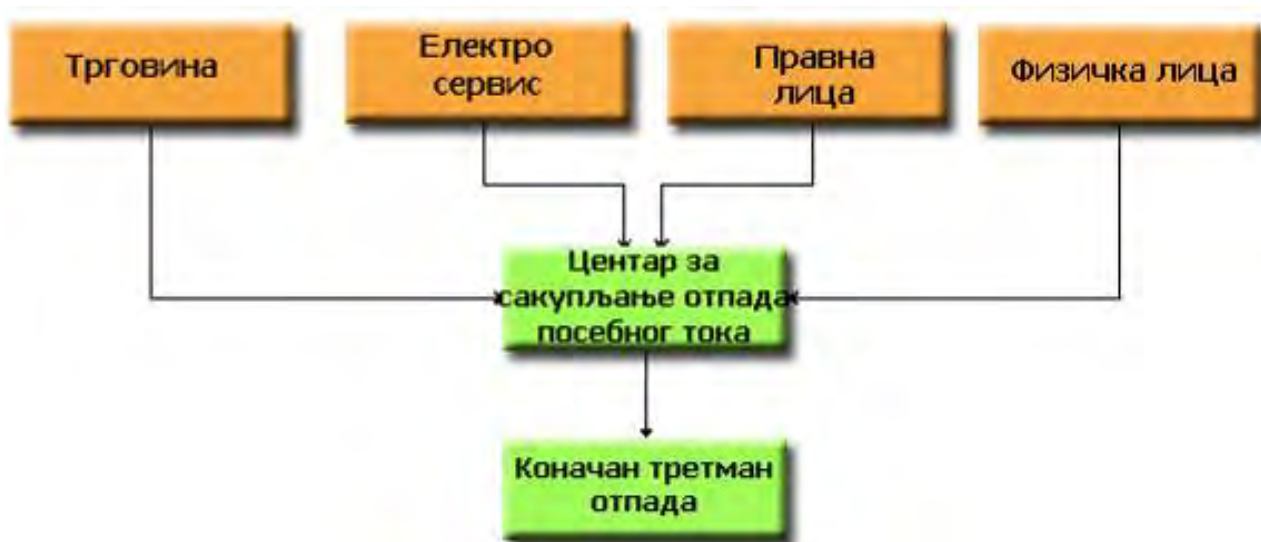 Трговина
Електро
сервис
Правна
лица
Физичка лица
Центар за
сакупљање отпада
посебног тока
Коначан третман
отпада